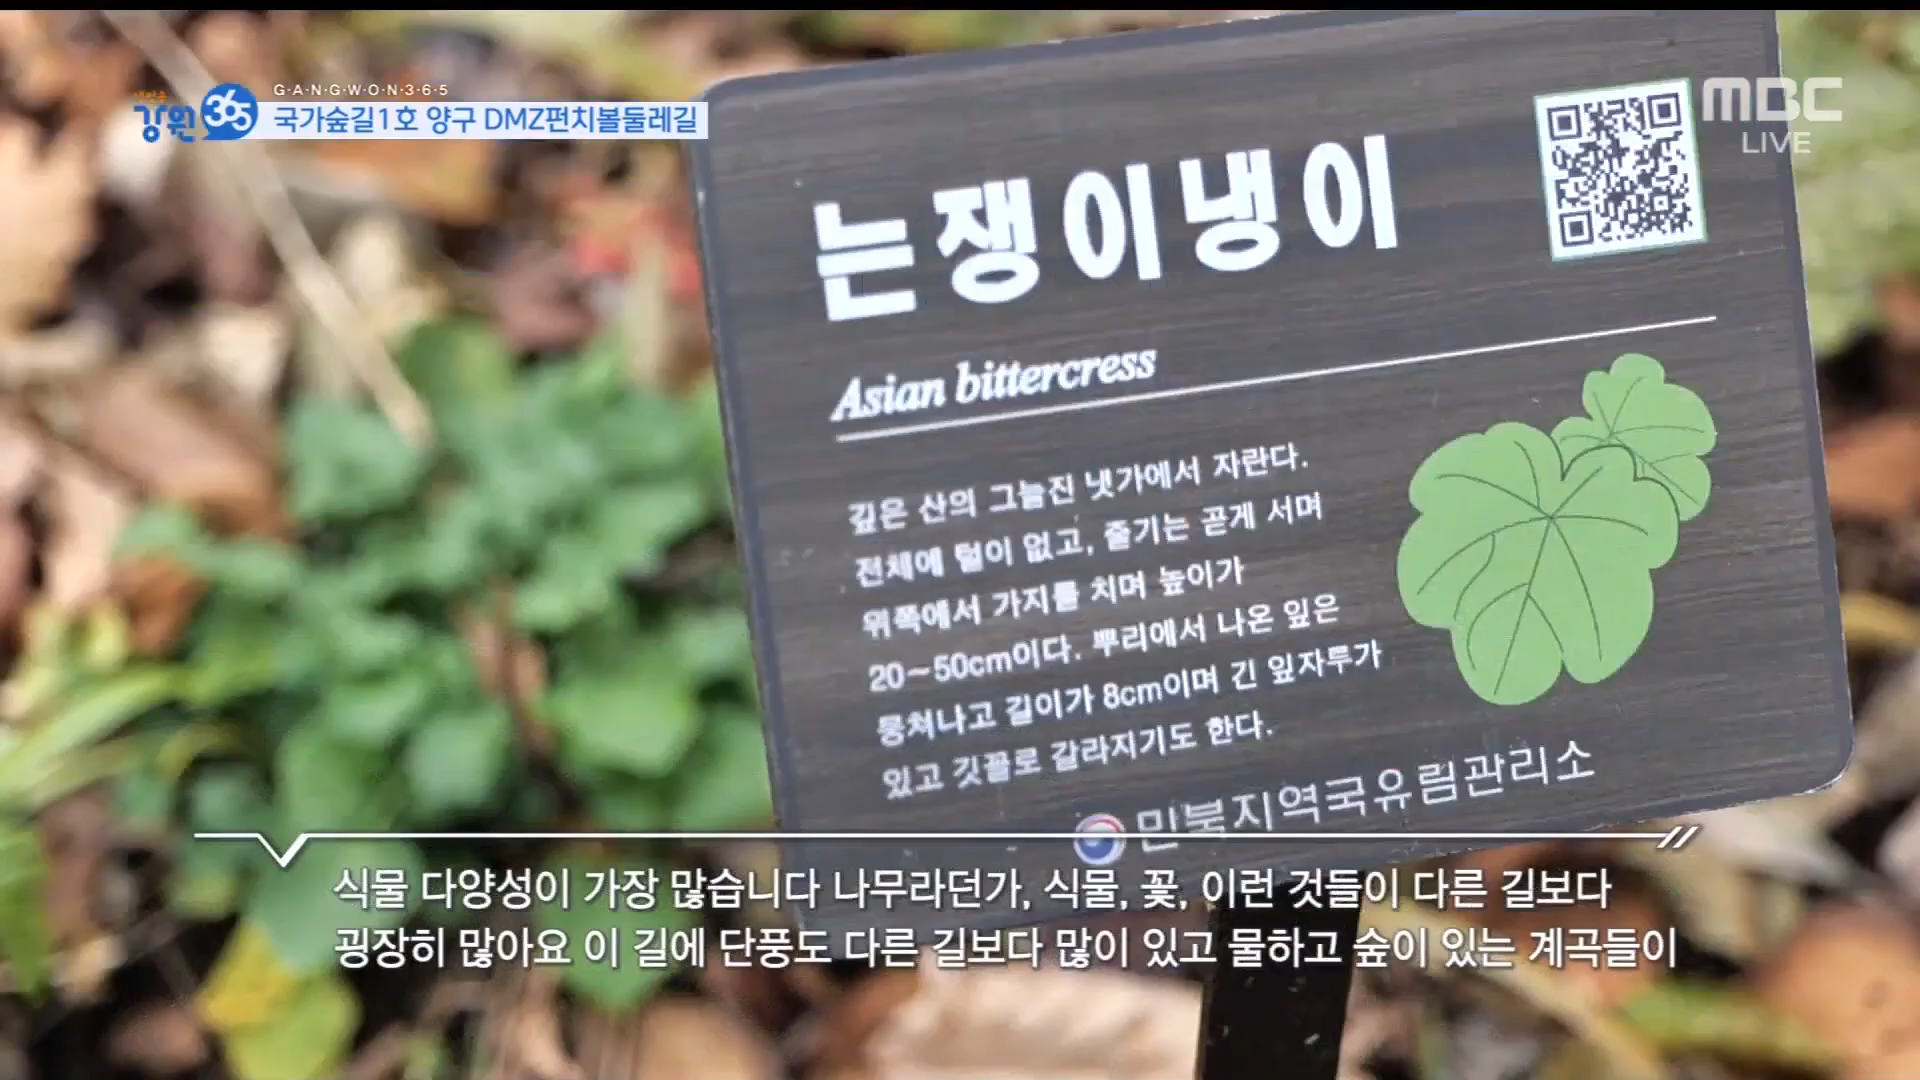 GANGWON365
강원 365
국가숲길1호 양구 DMZ펀치볼둘레길
MBC
LIVE
는쟁이냉이
Asian bittercress
깊은 산의 그늘진 냇가에서 자란다.
전체에 털이 없고, 줄기는 곧게 서며
위쪽에서 가지를 치며 높이가
20~50cm이다. 뿌리에서 나온 잎은
뭉쳐나고 길이가 8cm이며 긴 잎자루가
있고 깃꼴로 갈라지기도 한다.
민북지역국유림관리소
식물 다양성이 가장 많습니다 나무라던가, 식물, 꽃, 이런 것들이 다른 길보다
굉장히 많아요 이 길에 단풍도 다른 길보다 많이 있고 물하고 숲이 있는 계곡들이